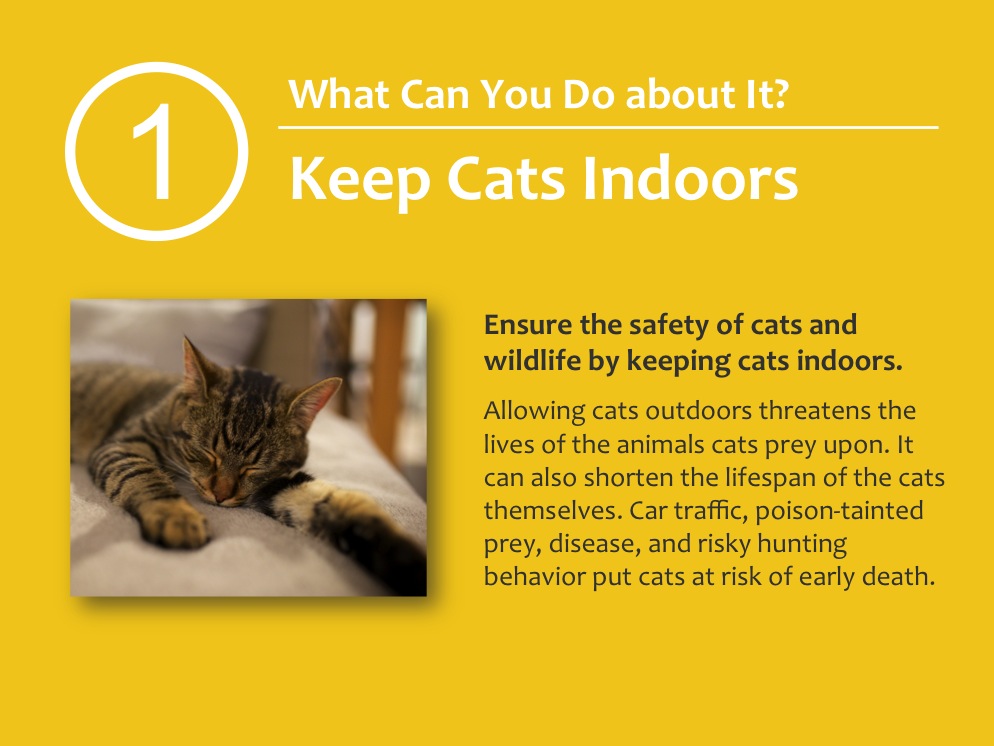 1
What Can You Do about It?
Keep Cats Indoors
Ensure the safety of cats and
wildlife by keeping cats indoors.
Allowing cats outdoors threatens the
lives of the animals cats prey upon. It
can also shorten the lifespan of the cats
themselves. Car traffic, poison-tainted
prey, disease, and risky hunting
behavior put cats at risk of early death.